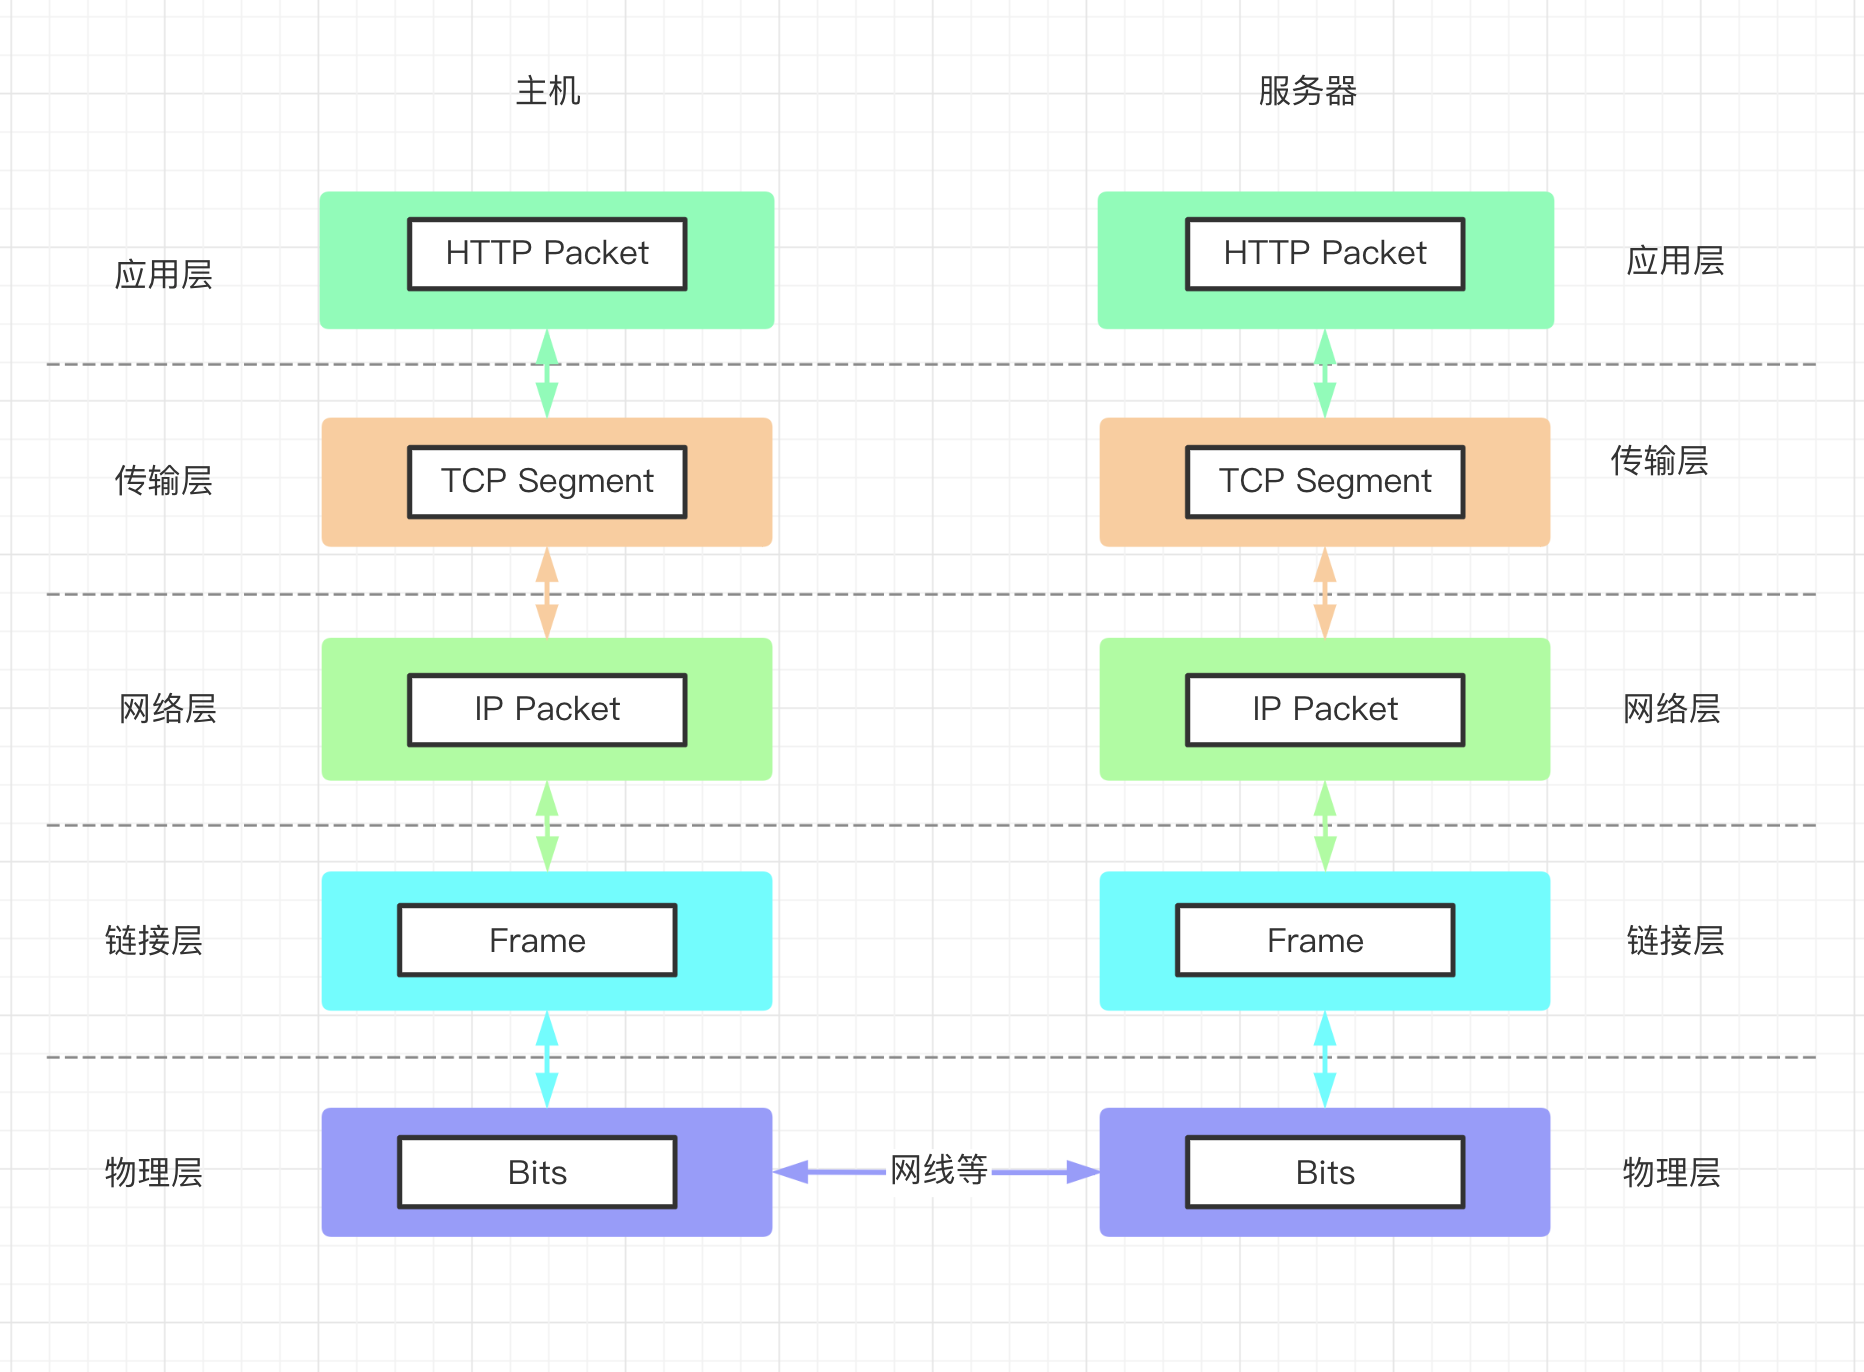 主机
服务器
应用层
HTTP Packet
HTTP Packet
应用层
传输层
TCP Segment
TCP Segment
传输层
网络层
IP Packet
IP Packet
网络层
链接层
Frame
Frame
链接层
物理层
Bits
网线等
Bits
物理层